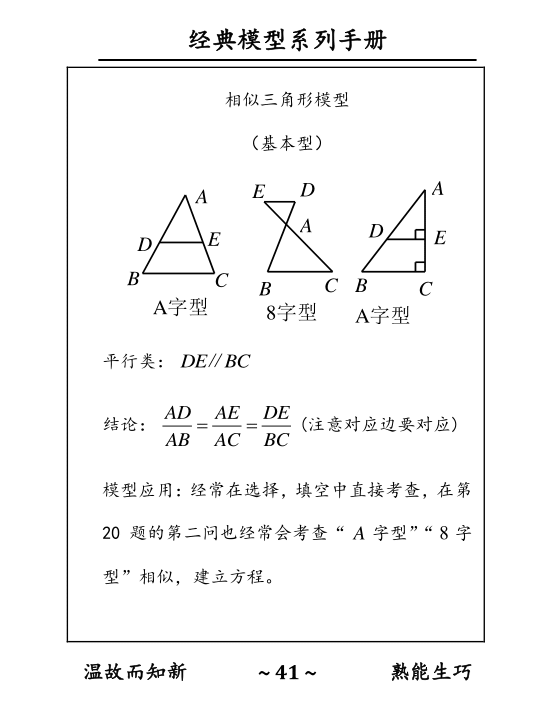 经典模型系列手册
相似三角形模型
（基本型）
A
D
E
B
C
A字型
E
D
A
B
C
8字型
A
D
E
B
C
A字型
平行类：DE//BC
结论：AD/AB = AE/AC = DE/BC (注意对应边要对应)
模型应用：经常在选择，填空中直接考查，在第
20 题的第二问也经常会考查“ A 字型”“ 8 字
型”相似，建立方程。
温故而知新 ~ 41 ~ 熟能生巧